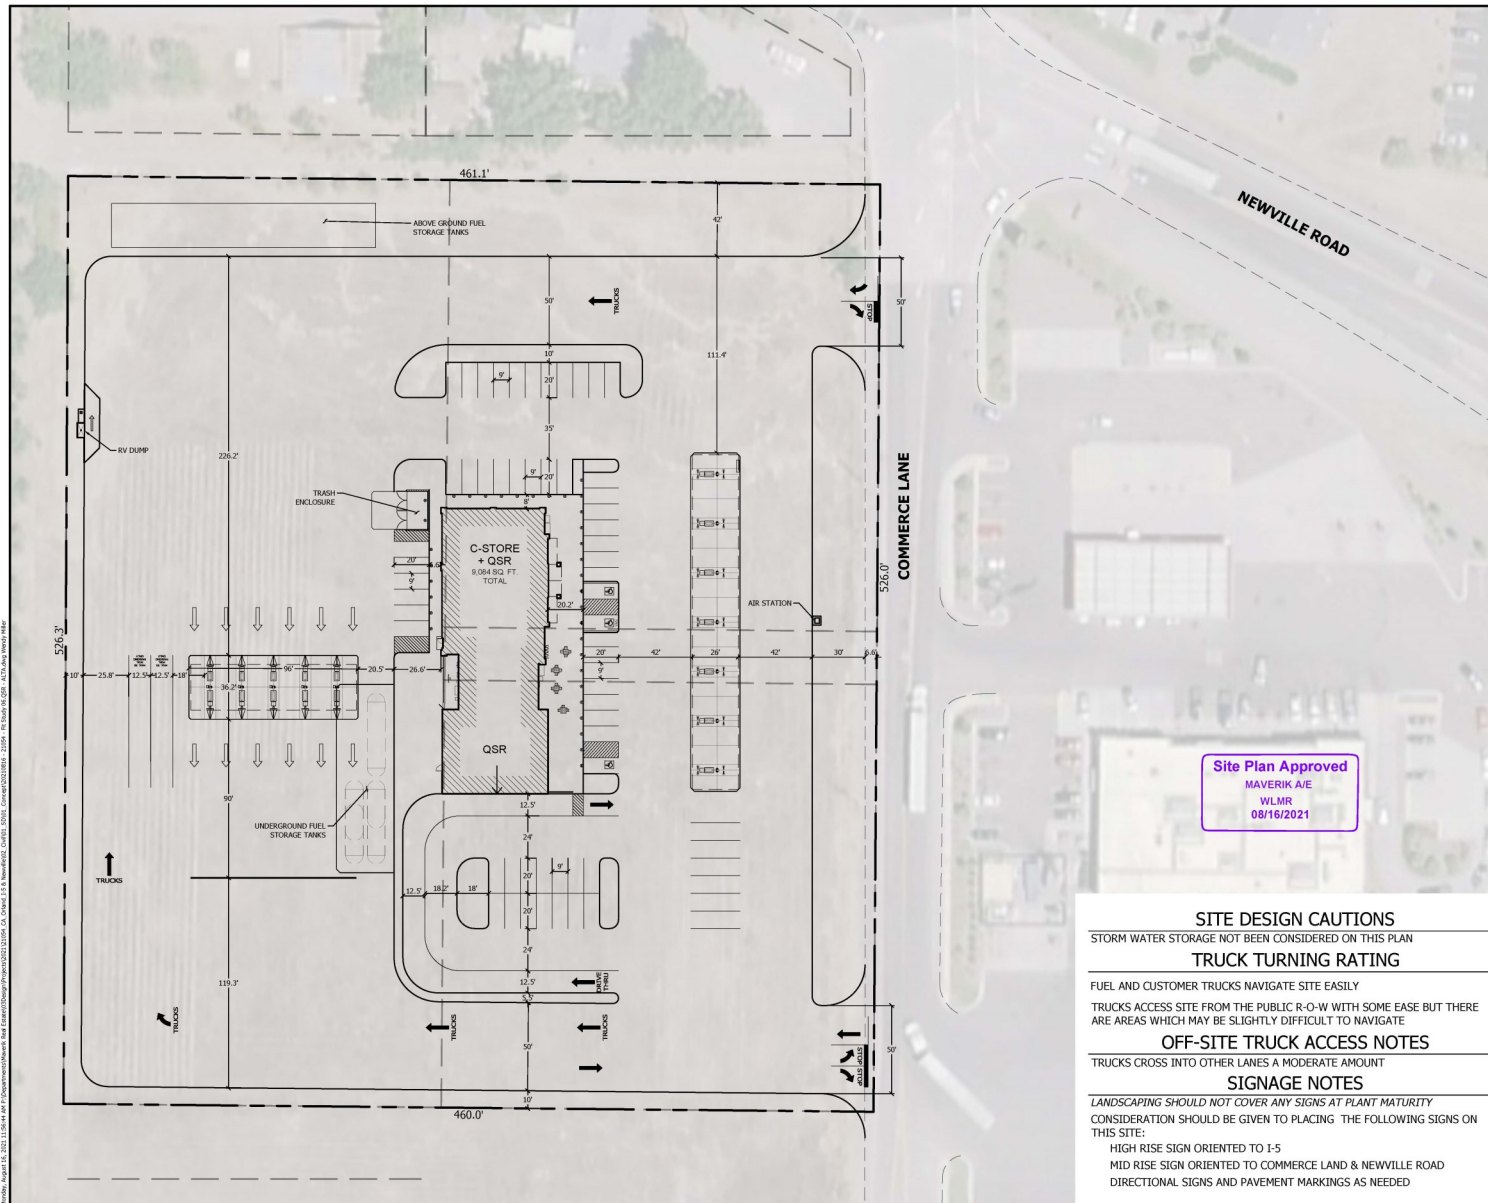 461.1'
ABOVE GROUND FUEL
STORAGE TANKS
42'
NEWVILLE ROAD
50'
TRUCKS
STOP
50'
10'
111.4'
9'
20'
35'
RV DUMP
226.2'
9'
20'
TRASH
ENCLOSURE
8'
COMMERCE LANE
C-STORE
+ QSR
9,084 SQ. FT.
TOTAL
20'
9'
20.2'
AIR STATION
526.0'
526.3'
10'
25.8'
12.5'
12.5'
18'
96'
36.2'
20.5'
26.6'
20'
9'
42'
26'
42'
30'
6.6'
QSR
90'
UNDERGROUND FUEL
STORAGE TANKS
12.5'
24'
9'
20'
12.5'
18.2'
18'
20'
24'
TRUCKS
119.3'
12.5'
DRIVE
THRU
5.5'
TRUCKS
TRUCKS
TRUCKS
50'
STOP
STOP
50'
10'
460.0'
Site Plan Approved
MAVERIK A/E
WLMR
08/16/2021
SITE DESIGN CAUTIONS
STORM WATER STORAGE NOT BEEN CONSIDERED ON THIS PLAN
TRUCK TURNING RATING
FUEL AND CUSTOMER TRUCKS NAVIGATE SITE EASILY
TRUCKS ACCESS SITE FROM THE PUBLIC R-O-W WITH SOME EASE BUT THERE
ARE AREAS WHICH MAY BE SLIGHTLY DIFFICULT TO NAVIGATE
OFF-SITE TRUCK ACCESS NOTES
TRUCKS CROSS INTO OTHER LANES A MODERATE AMOUNT
SIGNAGE NOTES
LANDSCAPING SHOULD NOT COVER ANY SIGNS AT PLANT MATURITY
CONSIDERATION SHOULD BE GIVEN TO PLACING THE FOLLOWING SIGNS ON
THIS SITE:
HIGH RISE SIGN ORIENTED TO I-5
MID RISE SIGN ORIENTED TO COMMERCE LAND & NEWVILLE ROAD
DIRECTIONAL SIGNS AND PAVEMENT MARKINGS AS NEEDED